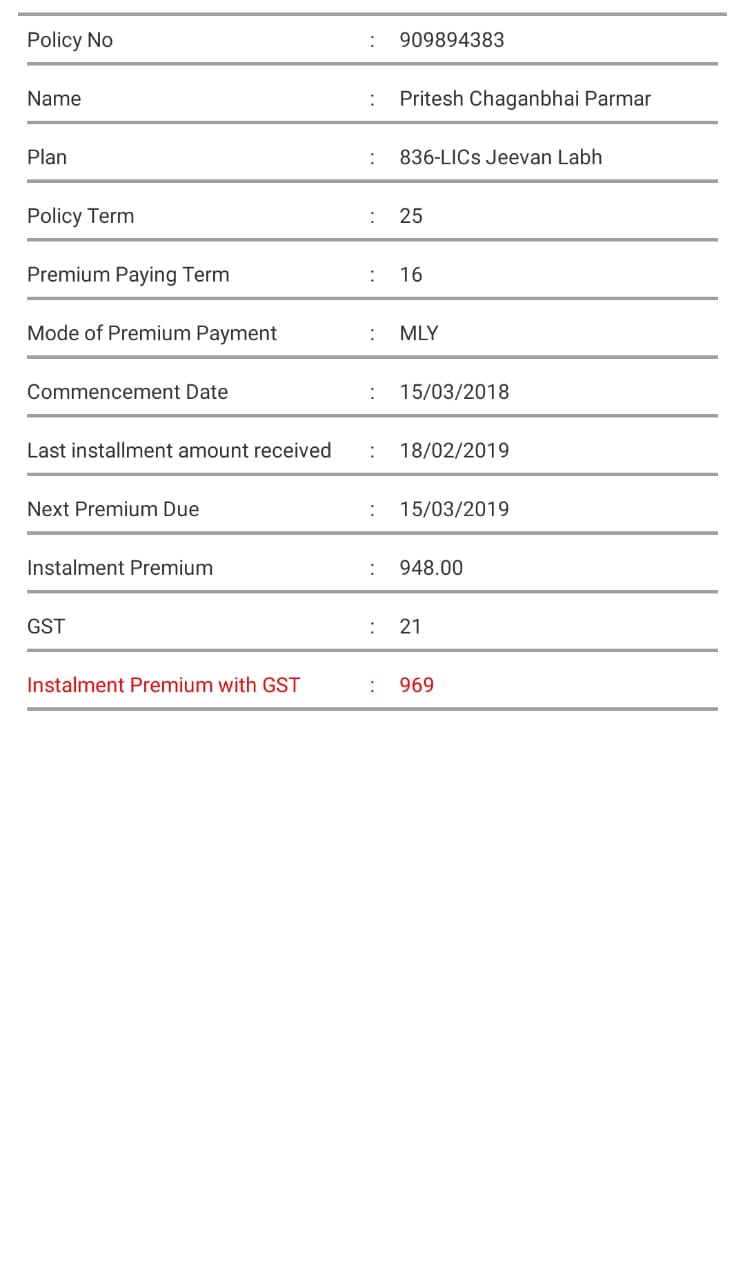 Policy No : 909894383
Name : Pritesh Chaganbhai Parmar
Plan : 836-LICs Jeevan Labh
Policy Term : 25
Premium Paying Term : 16
Mode of Premium Payment : MLY
Commencement Date : 15/03/2018
Last installment amount received : 18/02/2019
Next Premium Due : 15/03/2019
Instalment Premium : 948.00
GST : 21
Instalment Premium with GST : 969